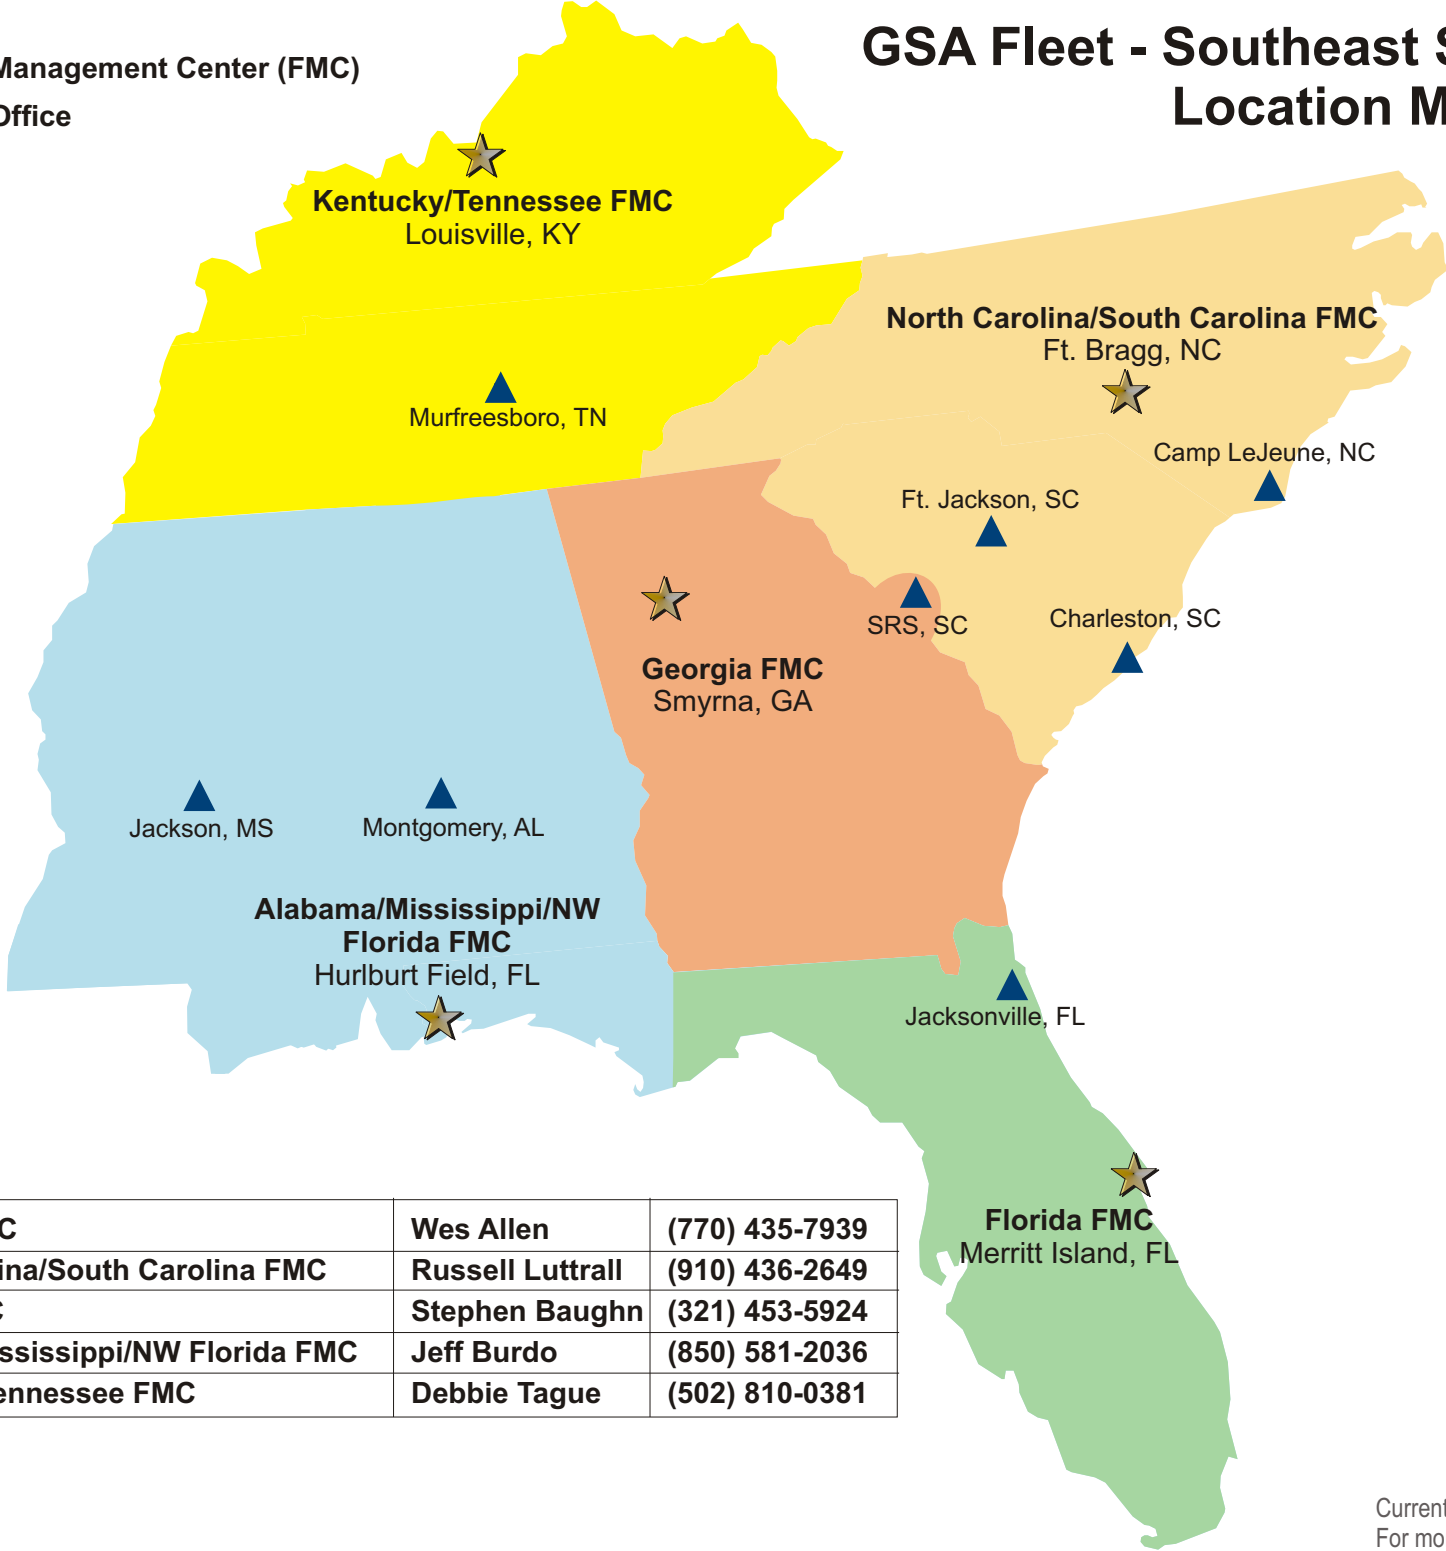 GSA Fleet - Southeast
Location
Management Center (FMC)
Office
Kentucky/Tennessee FMC
Louisville, KY
North Carolina/South Carolina FMC
Ft. Bragg, NC
Murfreesboro, TN
Camp LeJeune, NC
Ft. Jackson, SC
SRS, SC
Charleston, SC
Georgia FMC
Smyrna, GA
Jackson, MS
Montgomery, AL
Alabama/Mississippi/NW
Florida FMC
Hurlburt Field, FL
Jacksonville, FL
Florida FMC
Merritt Island, FL
C Wes Allen (770) 435-7939
ina/South Carolina FMC Russell Luttrall (910) 436-2649
C Stephen Baughn (321) 453-5924
ssissippi/NW Florida FMC Jeff Burdo (850) 581-2036
ennessee FMC Debbie Tague (502) 810-0381
Current
For mo